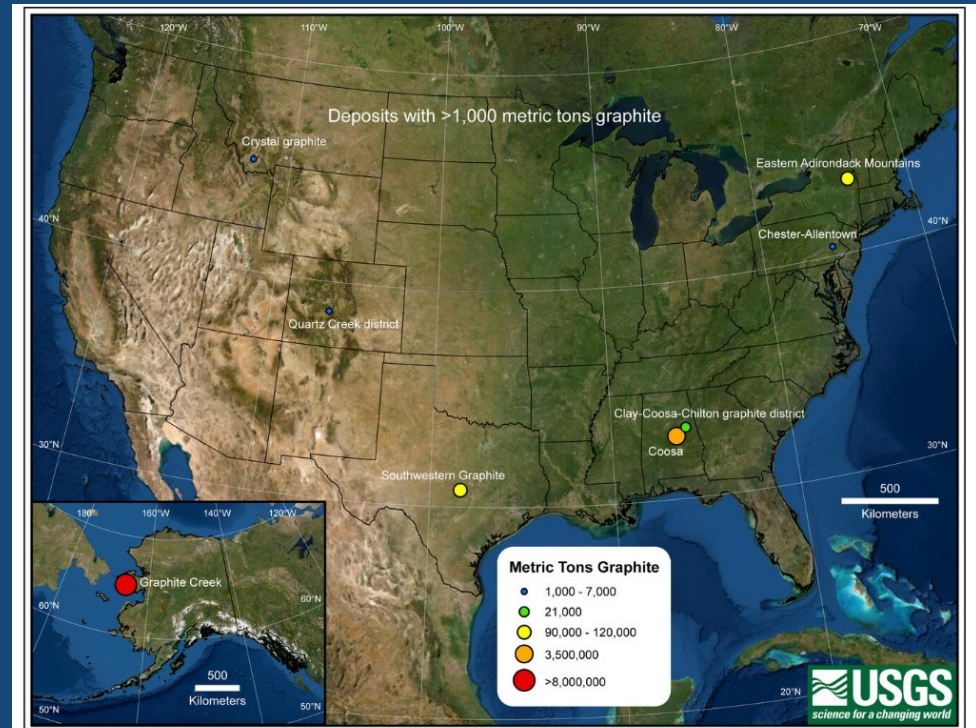 120°W
110°W
100°W
90°W
80°W
70°W
Deposits with >1,000 metric tons graphite
Crystal graphite
Eastern Adirondack Mountains
40°N
40°N
Chester-Allentown
Quartz Creek district
Clay-Coosa-Chilton graphite district
Coosa
30°N
30°N
Southwestern Graphite
500
Kilometers
180°
160°W
140°W
120°W
Graphite Creek
60°N
60°N
50°N
50°N
500
Kilometers
Metric Tons Graphite
1,000 - 7,000
21,000
90,000 - 120,000
3,500,000
>8,000,000
20°N
USGS
science for a changing world